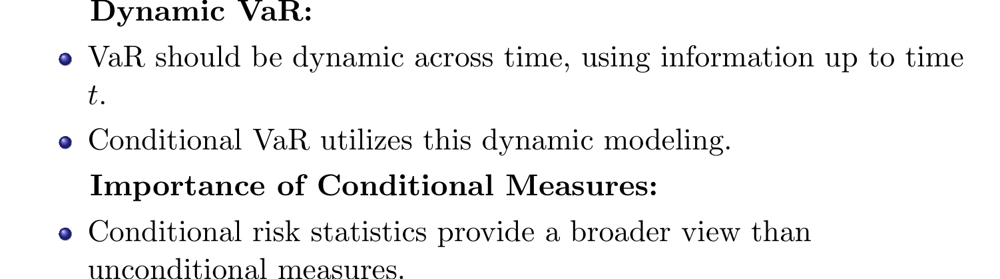 Dynamic VaR:
VaR should be dynamic across time, using information up to time
t.
Conditional VaR utilizes this dynamic modeling.
Importance of Conditional Measures:
Conditional risk statistics provide a broader view than
unconditional measures.